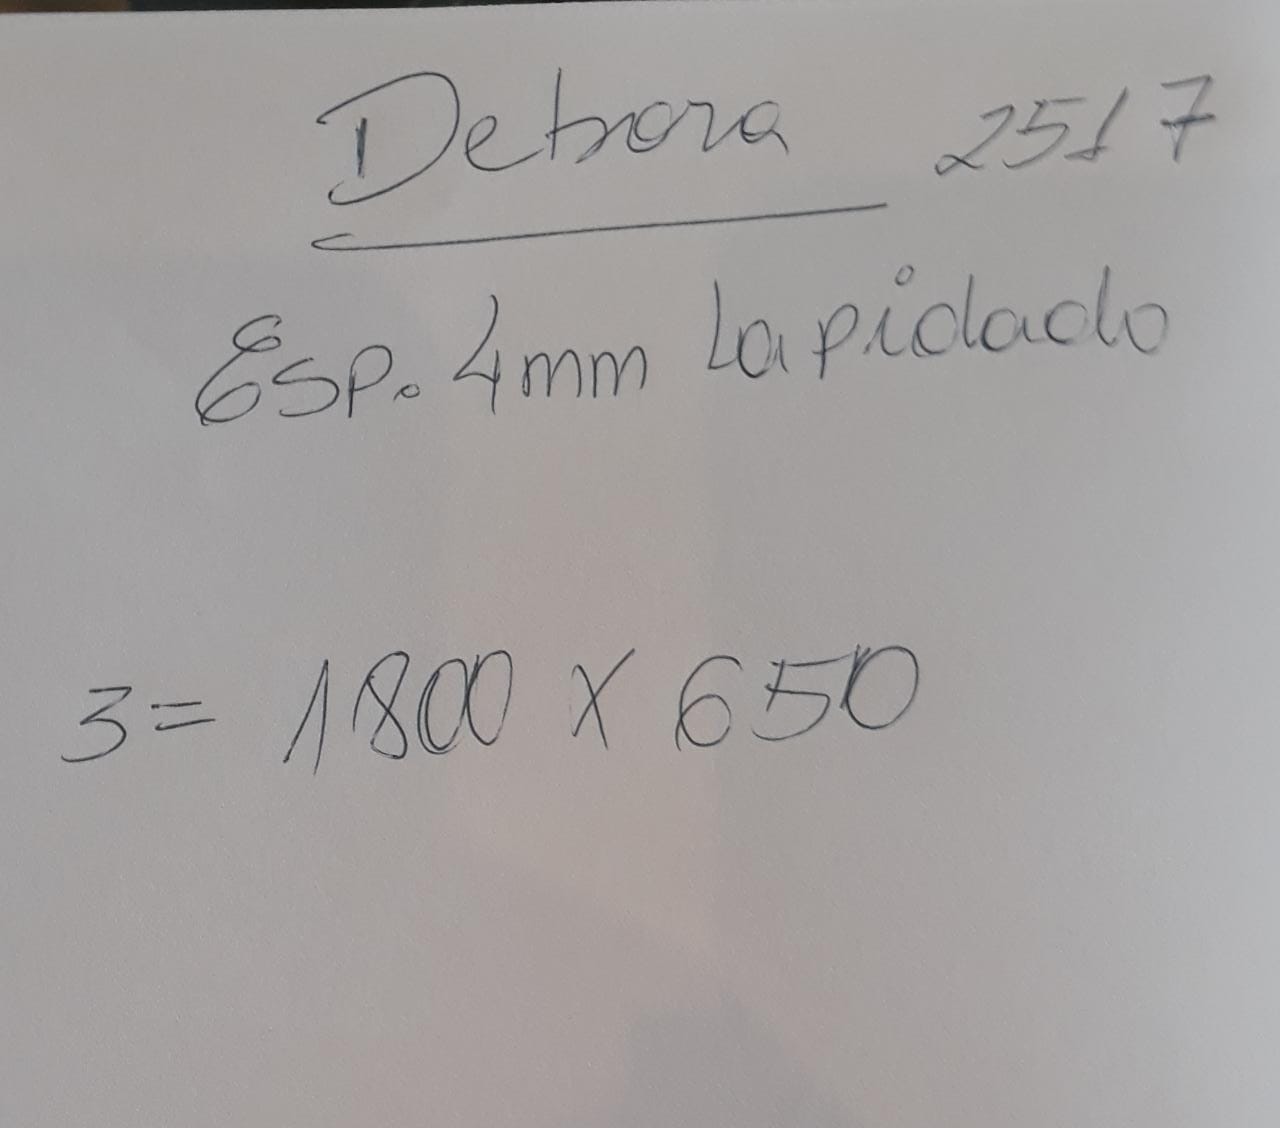 Debora 2517
Esp. 4mm Lapidado
3= 1800 X 650